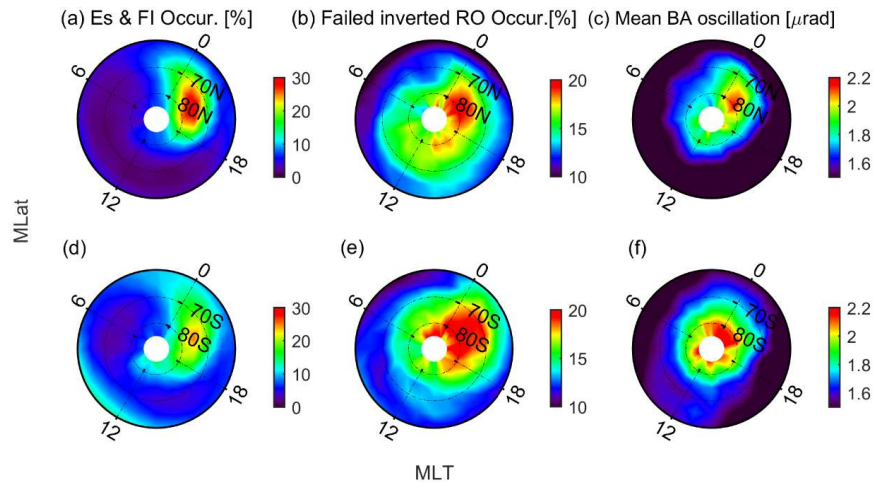 (a) Es & FI Occur. [%]
(b) Failed inverted RO Occur.[%]
(c) Mean BA oscillation [μrad]
0
6
70N
80N
18
12
30
20
10
0
0
6
70N
80N
18
12
20
15
10
0
6
70N
80N
18
12
2.2
2
1.8
1.6
MLat
(d)
(e)
(f)
0
6
70S
80S
18
12
30
20
10
0
0
6
70S
80S
18
12
20
15
10
0
6
70S
80S
18
12
2.2
2
1.8
1.6
MLT